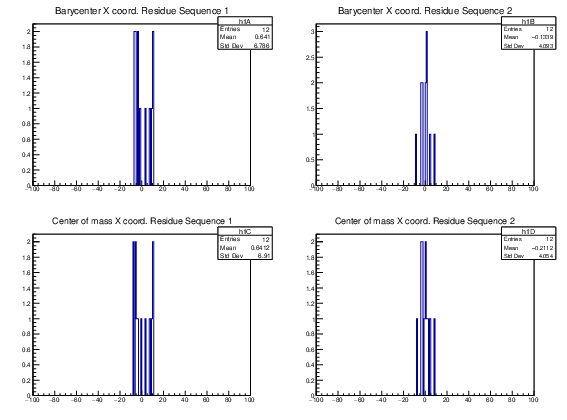 Barycenter X coord. Residue Sequence 1
h1A
Entries 12
Mean 0.641
Std Dev 6.786
2
1.8
1.6
1.4
1.2
1
0.8
0.6
0.4
0.2
0
−100 −80 −60 −40 −20 0 20 40 60 80 100
Barycenter X coord. Residue Sequence 2
h1B
Entries 12
Mean −0.1339
Std Dev 4.093
3
2.5
2
1.5
1
0.5
0
−100 −80 −60 −40 −20 0 20 40 60 80 100
Center of mass X coord. Residue Sequence 1
h1C
Entries 12
Mean 0.6412
Std Dev 6.91
2
1.8
1.6
1.4
1.2
1
0.8
0.6
0.4
0.2
0
−100 −80 −60 −40 −20 0 20 40 60 80 100
Center of mass X coord. Residue Sequence 2
h1D
Entries 12
Mean −0.2112
Std Dev 4.054
2
1.8
1.6
1.4
1.2
1
0.8
0.6
0.4
0.2
0
−100 −80 −60 −40 −20 0 20 40 60 80 100